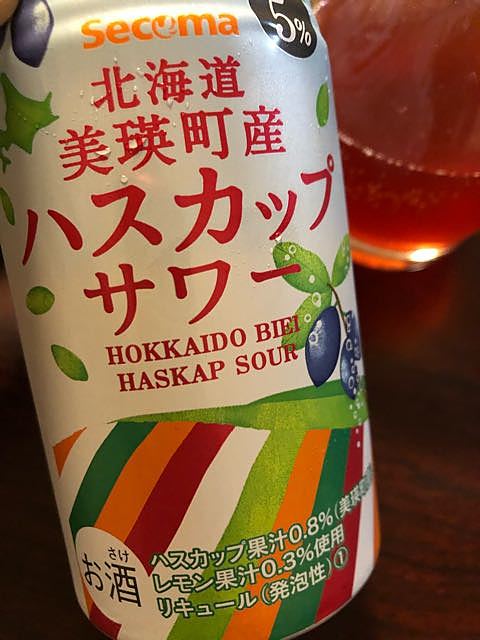 Secoma
5%
北海道
美瑛町産
ハスカップ
サワー
HOKKAIDO BIEI
HASKAP SOUR
お酒
さけ
ハスカップ果汁0.8%(美瑛町産
レモン果汁0.3%使用
リキュール(発泡性)①